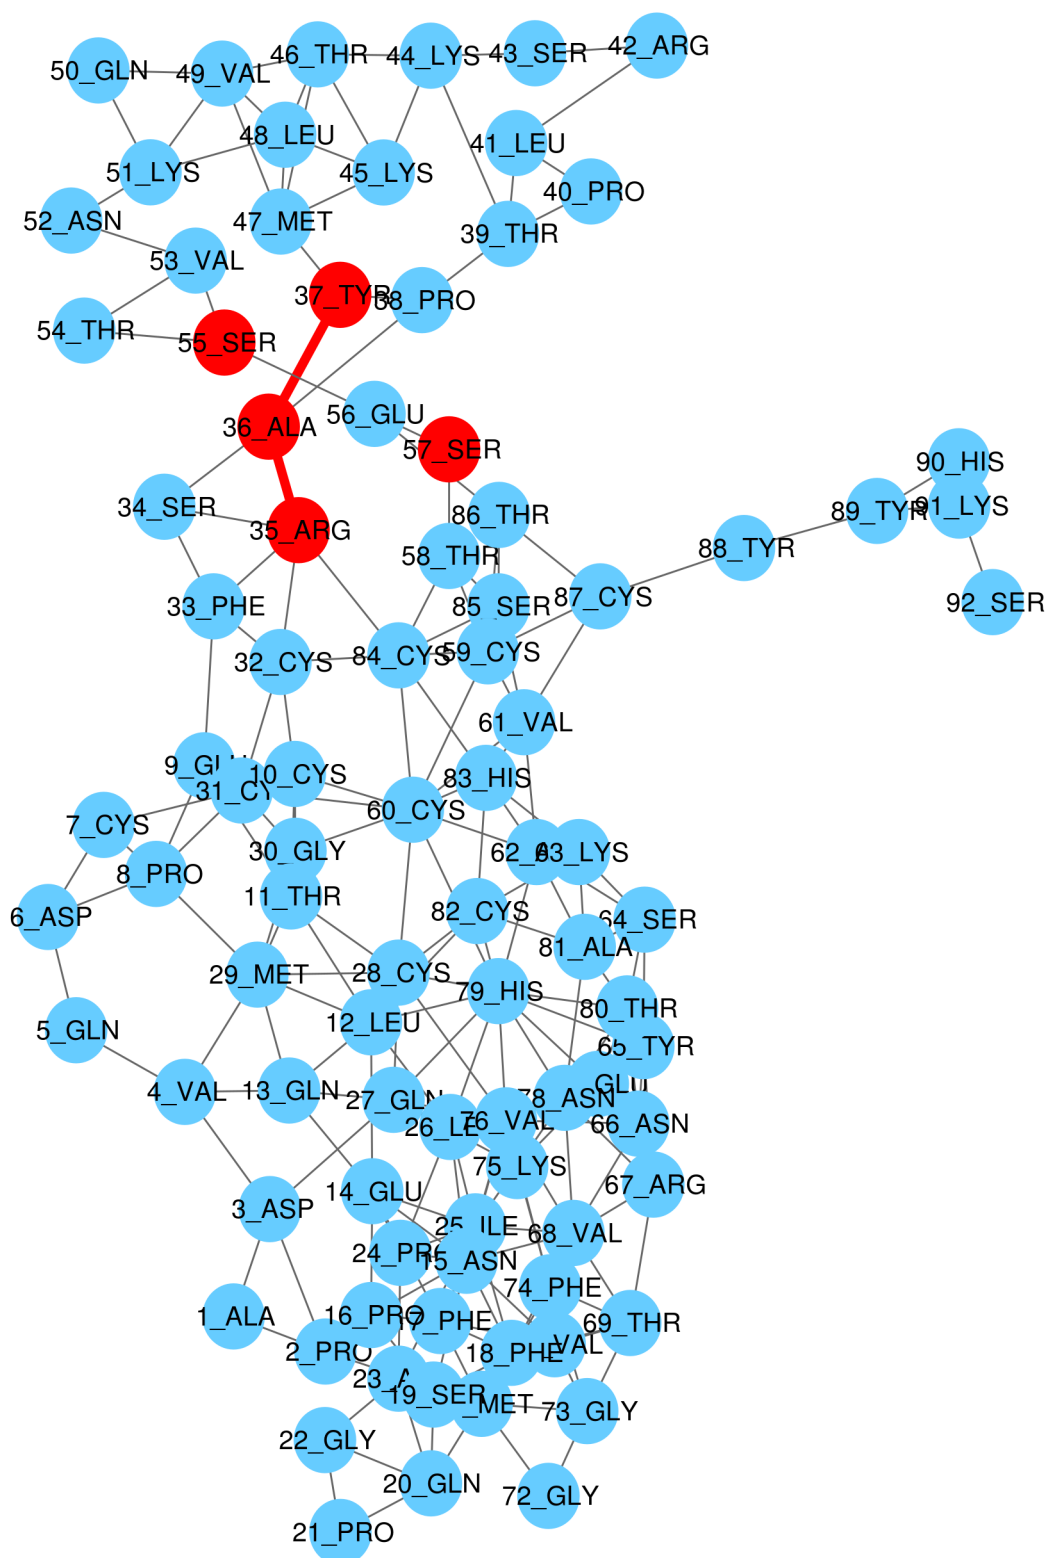 46_THR
44_LYS
43_SER
42_ARG
50_GLN
49_VAL
48_LEU
41_LEU
51_LYS
45_LYS
40_PRO
52_ASN
47_MET
39_THR
53_VAL
37_TYR
38_PRO
54_THR
55_SER
56_GLU
36_ALA
57_SER
90_HIS
34_SER
86_THR
89_TYR
91_LYS
35_ARG
58_THR
88_TYR
33_PHE
85_SER
87_CYS
92_SER
32_CYS
84_CYS
59_CYS
61_VAL
10_CYS
83_HIS
60_CYS
7_CYS
30_GLY
63_LYS
8_PRO
11_THR
6_ASP
82_CYS
64_SER
81_ALA
29_MET
28_CYS
79_HIS
80_THR
5_GLN
12_LEU
65_TYR
4_VAL
13_GLN
27_GLN
78_ASN
76_VAL
66_ASN
75_LYS
67_ARG
14_GLU
3_ASP
25_ILE
68_VAL
15_ASN
74_PHE
1_ALA
16_PRO
69_THR
2_PRO
18_PHE
19_SER
_MET
73_GLY
22_GLY
20_GLN
72_GLY
21_PRO